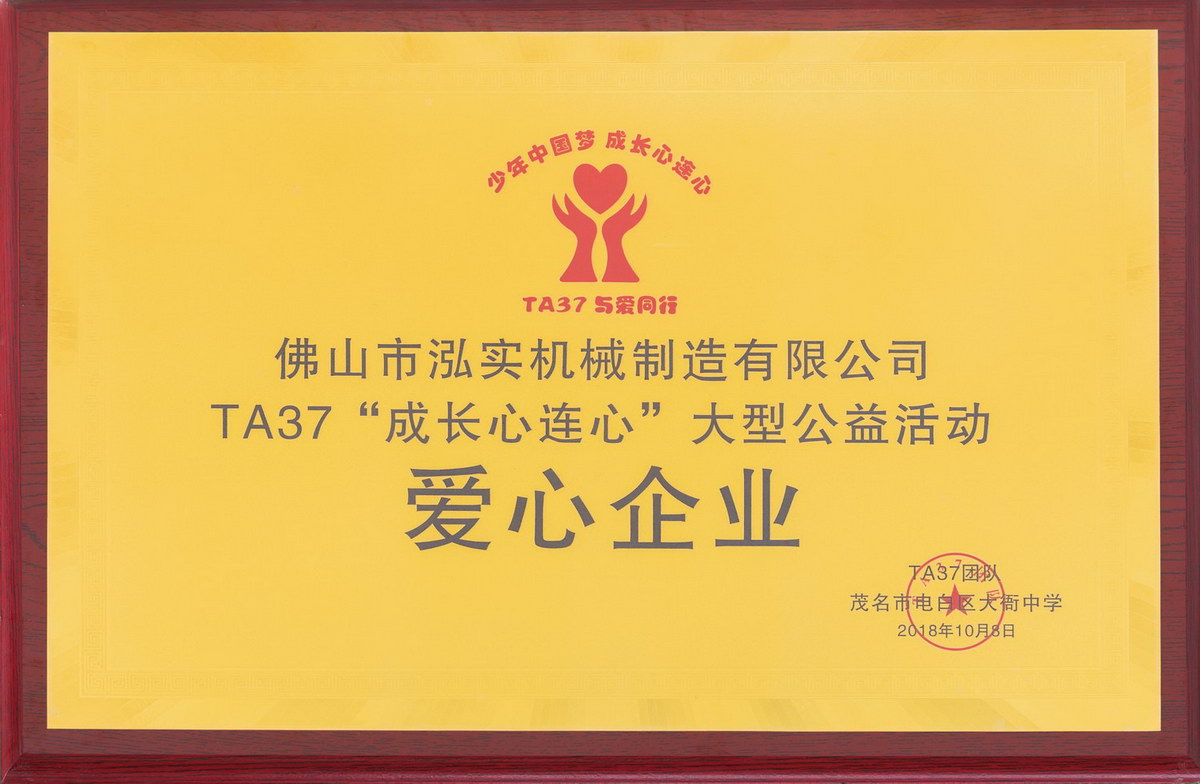 少年中国梦 成长心连心
TA37 与爱同行
佛山市泓实机械制造有限公司
TA37“成长心连心”大型公益活动
爱心企业
TA37团队
茂名市电白区大衙中学
2018年10月8日